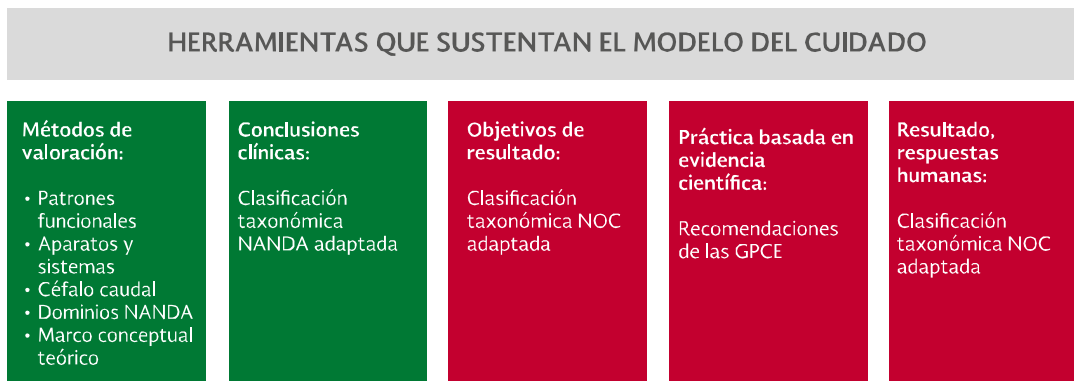 HERRAMIENTAS QUE SUSTENTAN EL MODELO DEL CUIDADO
Métodos de
valoración:
• Patrones
funcionales
• Aparatos y
sistemas
• Céfalo caudal
• Dominios NANDA
• Marco conceptual
teórico
Conclusiones
clínicas:
Clasificación
taxonómica
NANDA adaptada
Objetivos de
resultado:
Clasificación
taxonómica NOC
adaptada
Práctica basada en
evidencia
científica:
Recomendaciones
de las GPCE
Resultado,
respuestas
humanas:
Clasificación
taxonómica NOC
adaptada